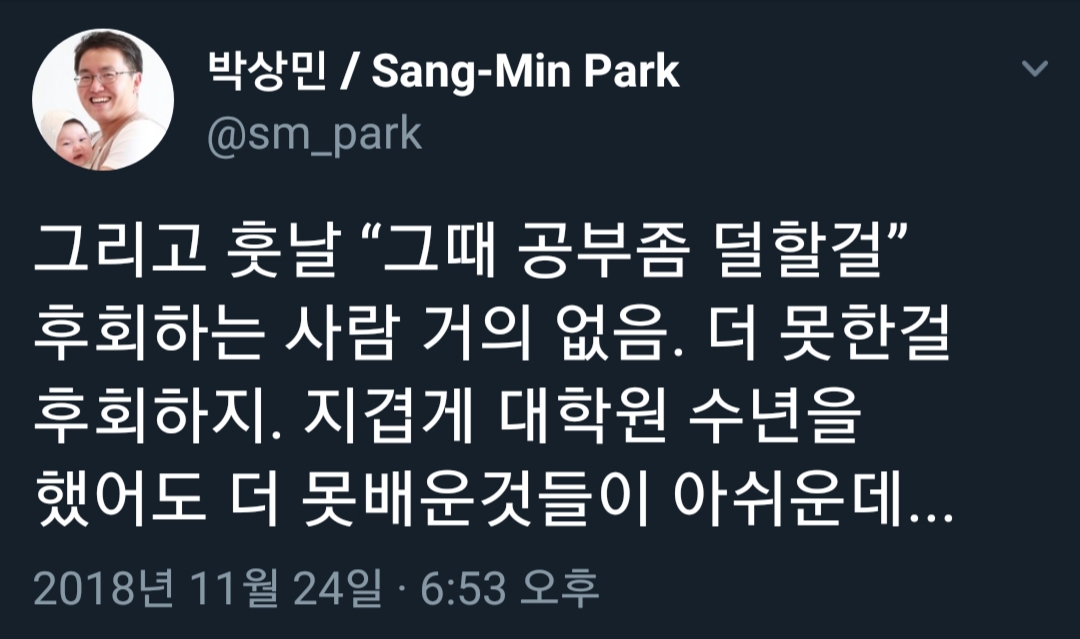 박상민 / Sang-Min Park
@sm_park
그리고 훗날 “그때 공부좀 덜할걸”
후회하는 사람 거의 없음. 더 못한걸
후회하지. 지겹게 대학원 수년을
했어도 더 못배운것들이 아쉬운데...
2018년 11월 24일 · 6:53 오후